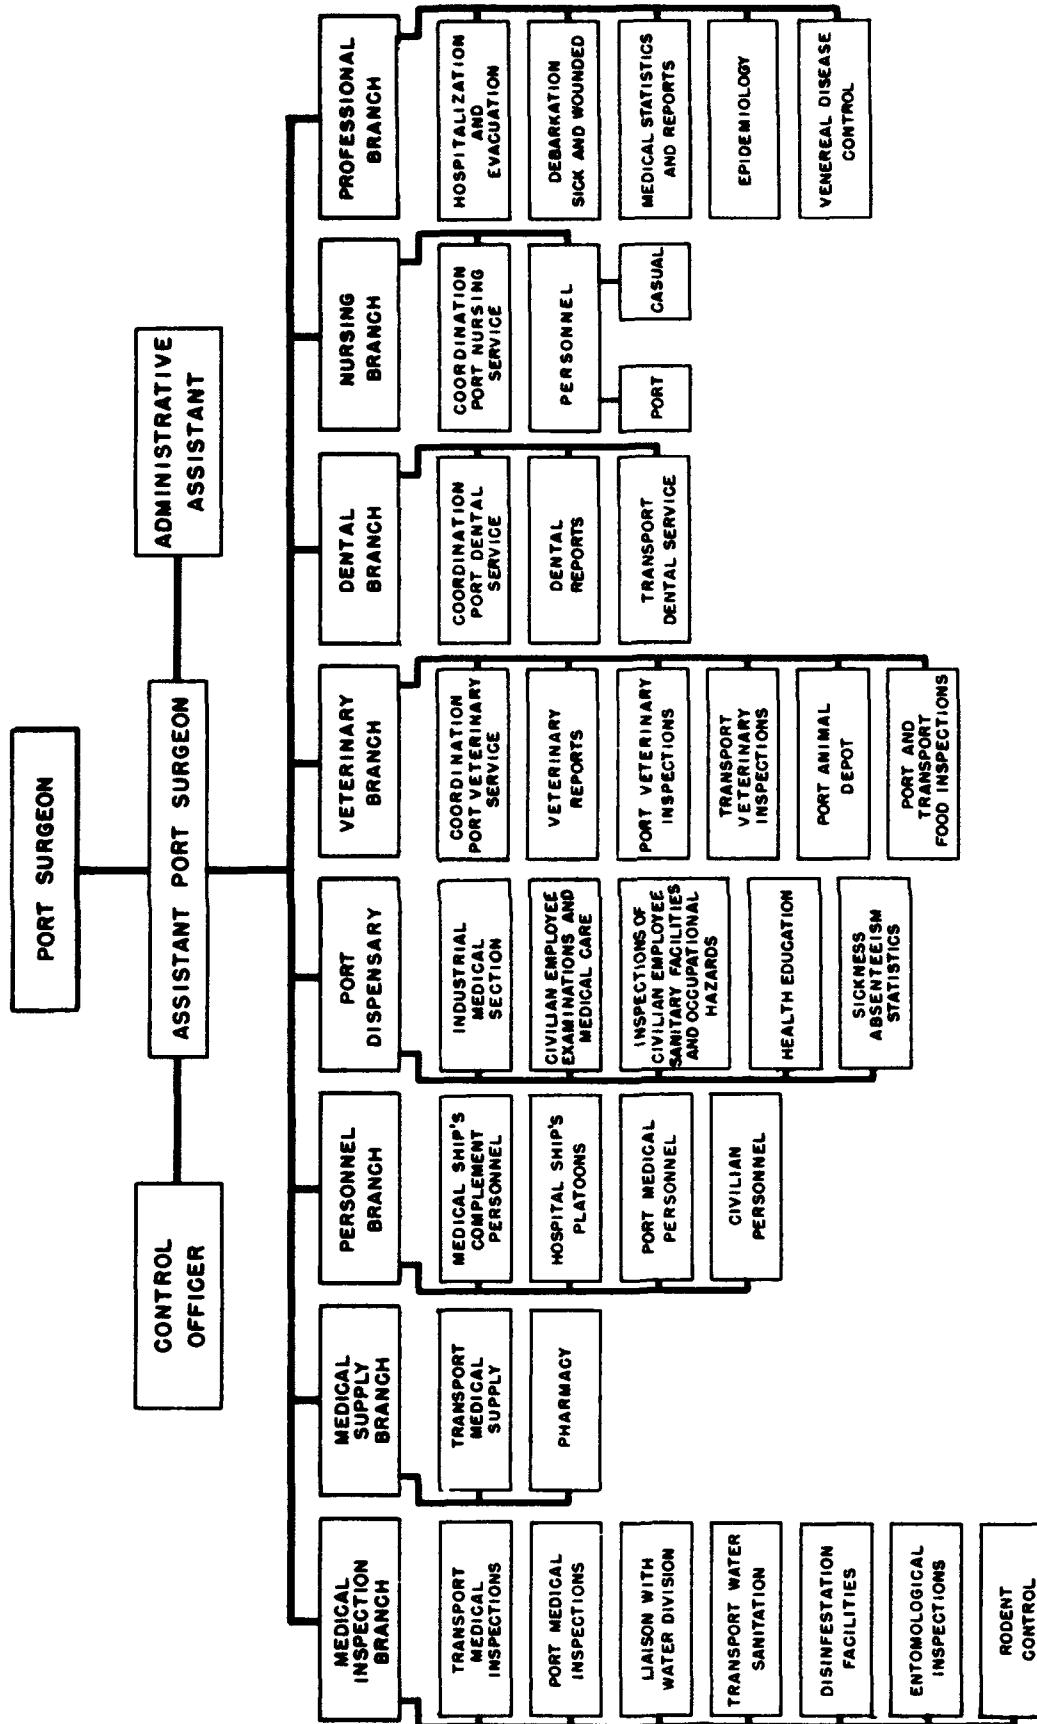 PORT SURGEON
CONTROL
OFFICER
ASSISTANT PORT SURGEON
ADMINISTRATIVE
ASSISTANT
MEDICAL
INSPECTION
BRANCH
TRANSPORT
MEDICAL
INSPECTIONS
PORT MEDICAL
INSPECTIONS
LIAISON WITH
WATER DIVISION
TRANSPORT WATER
SANITATION
DISINFESTATION
FACILITIES
ENTOMOLOGICAL
INSPECTIONS
RODENT
CONTROL
MEDICAL
SUPPLY
BRANCH
TRANSPORT
MEDICAL
SUPPLY
PHARMACY
PERSONNEL
BRANCH
MEDICAL SHIP'S
COMPLEMENT
PERSONNEL
HOSPITAL SHIP'S
PLATOONS
PORT MEDICAL
PERSONNEL
CIVILIAN
PERSONNEL
PORT
DISPENSARY
INDUSTRIAL
MEDICAL
SECTION
CIVILIAN EMPLOYEE
EXAMINATIONS AND
MEDICAL CARE
INSPECTIONS OF
CIVILIAN EMPLOYEE
SANITARY FACILITIES
AND OCCUPATIONAL
HAZARDS
HEALTH EDUCATION
SICKNESS
ABSENTEEISM
STATISTICS
VETERINARY
BRANCH
COORDINATION
PORT VETERINARY
SERVICE
VETERINARY
REPORTS
PORT VETERINARY
INSPECTIONS
TRANSPORT
VETERINARY
INSPECTIONS
PORT ANIMAL
DEPOT
PORT AND
TRANSPORT
FOOD INSPECTIONS
DENTAL
BRANCH
COORDINATION
PORT DENTAL
SERVICE
DENTAL
REPORTS
TRANSPORT
DENTAL SERVICE
NURSING
BRANCH
COORDINATION
PORT NURSING
SERVICE
PERSONNEL
PORT
CASUAL
PROFESSIONAL
BRANCH
HOSPITALIZATION
AND
EVACUATION
DEBARKATION
SICK AND WOUNDED
MEDICAL STATISTICS
AND REPORTS
EPIDEMIOLOGY
VENEREAL DISEASE
CONTROL